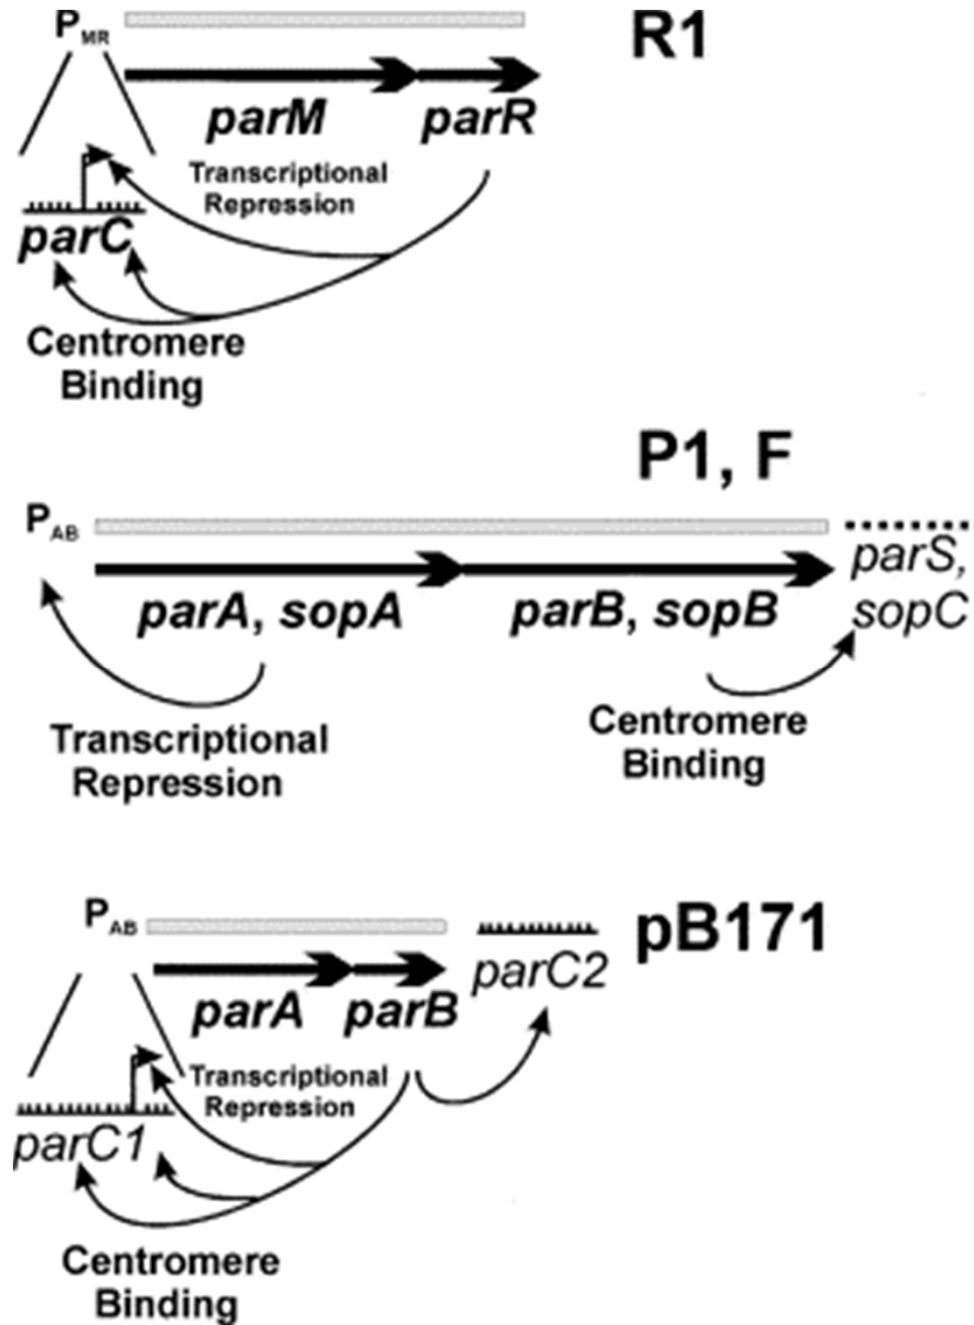 P_MR
R1
parM
parR
Transcriptional
Repression
parC
Centromere
Binding
P1, F
P_AB
parS,
sopC
parA, sopA
parB, sopB
Transcriptional
Repression
Centromere
Binding
P_AB
pB171
parC2
parA
parB
Transcriptional
Repression
parC1
Centromere
Binding